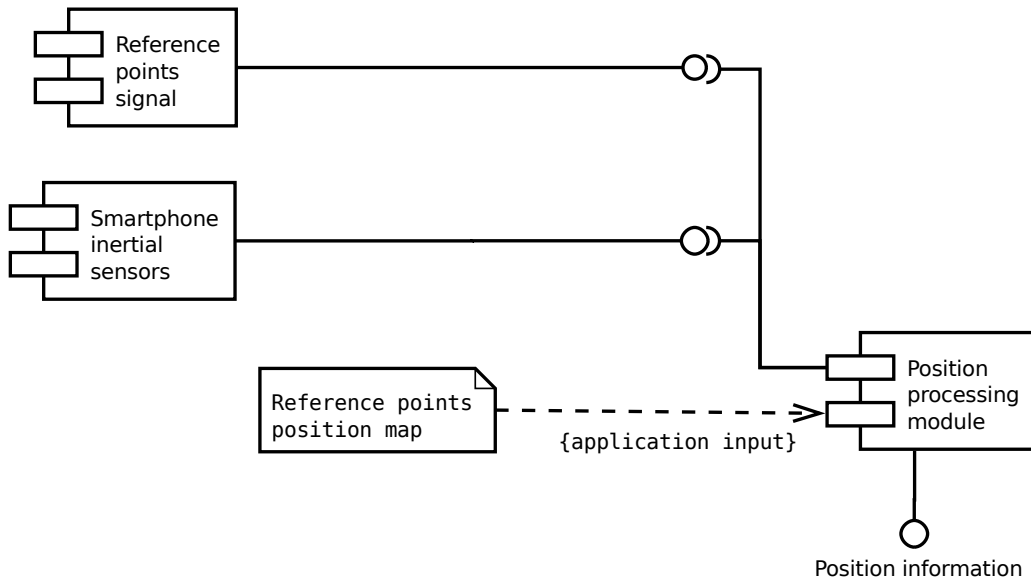 Reference
points
signal
Smartphone
inertial
sensors
Reference points
position map
{application input}
Position
processing
module
Position information